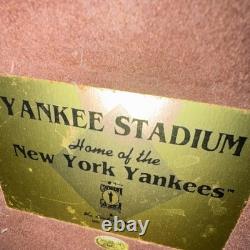 YANKEE STADIUM
Home of the
New York Yankees™